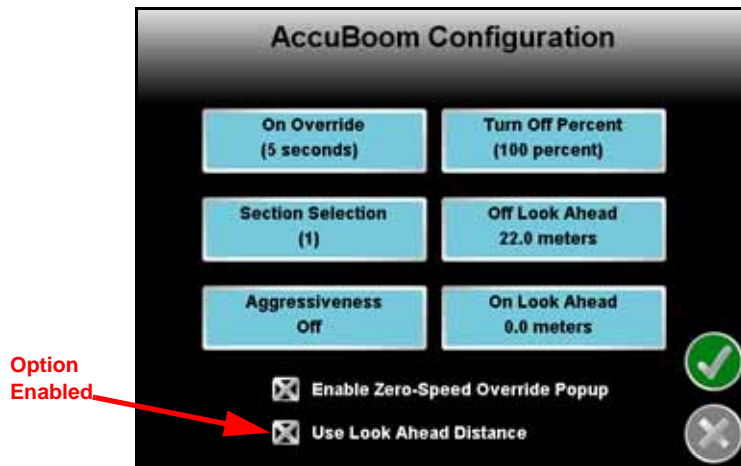 AccuBoom Configuration
On Override
(5 seconds)
Turn Off Percent
(100 percent)
Section Selection
(1)
Off Look Ahead
22.0 meters
Aggressiveness
Off
On Look Ahead
0.0 meters
Option
Enabled
Enable Zero-Speed Override Popup
Use Look Ahead Distance